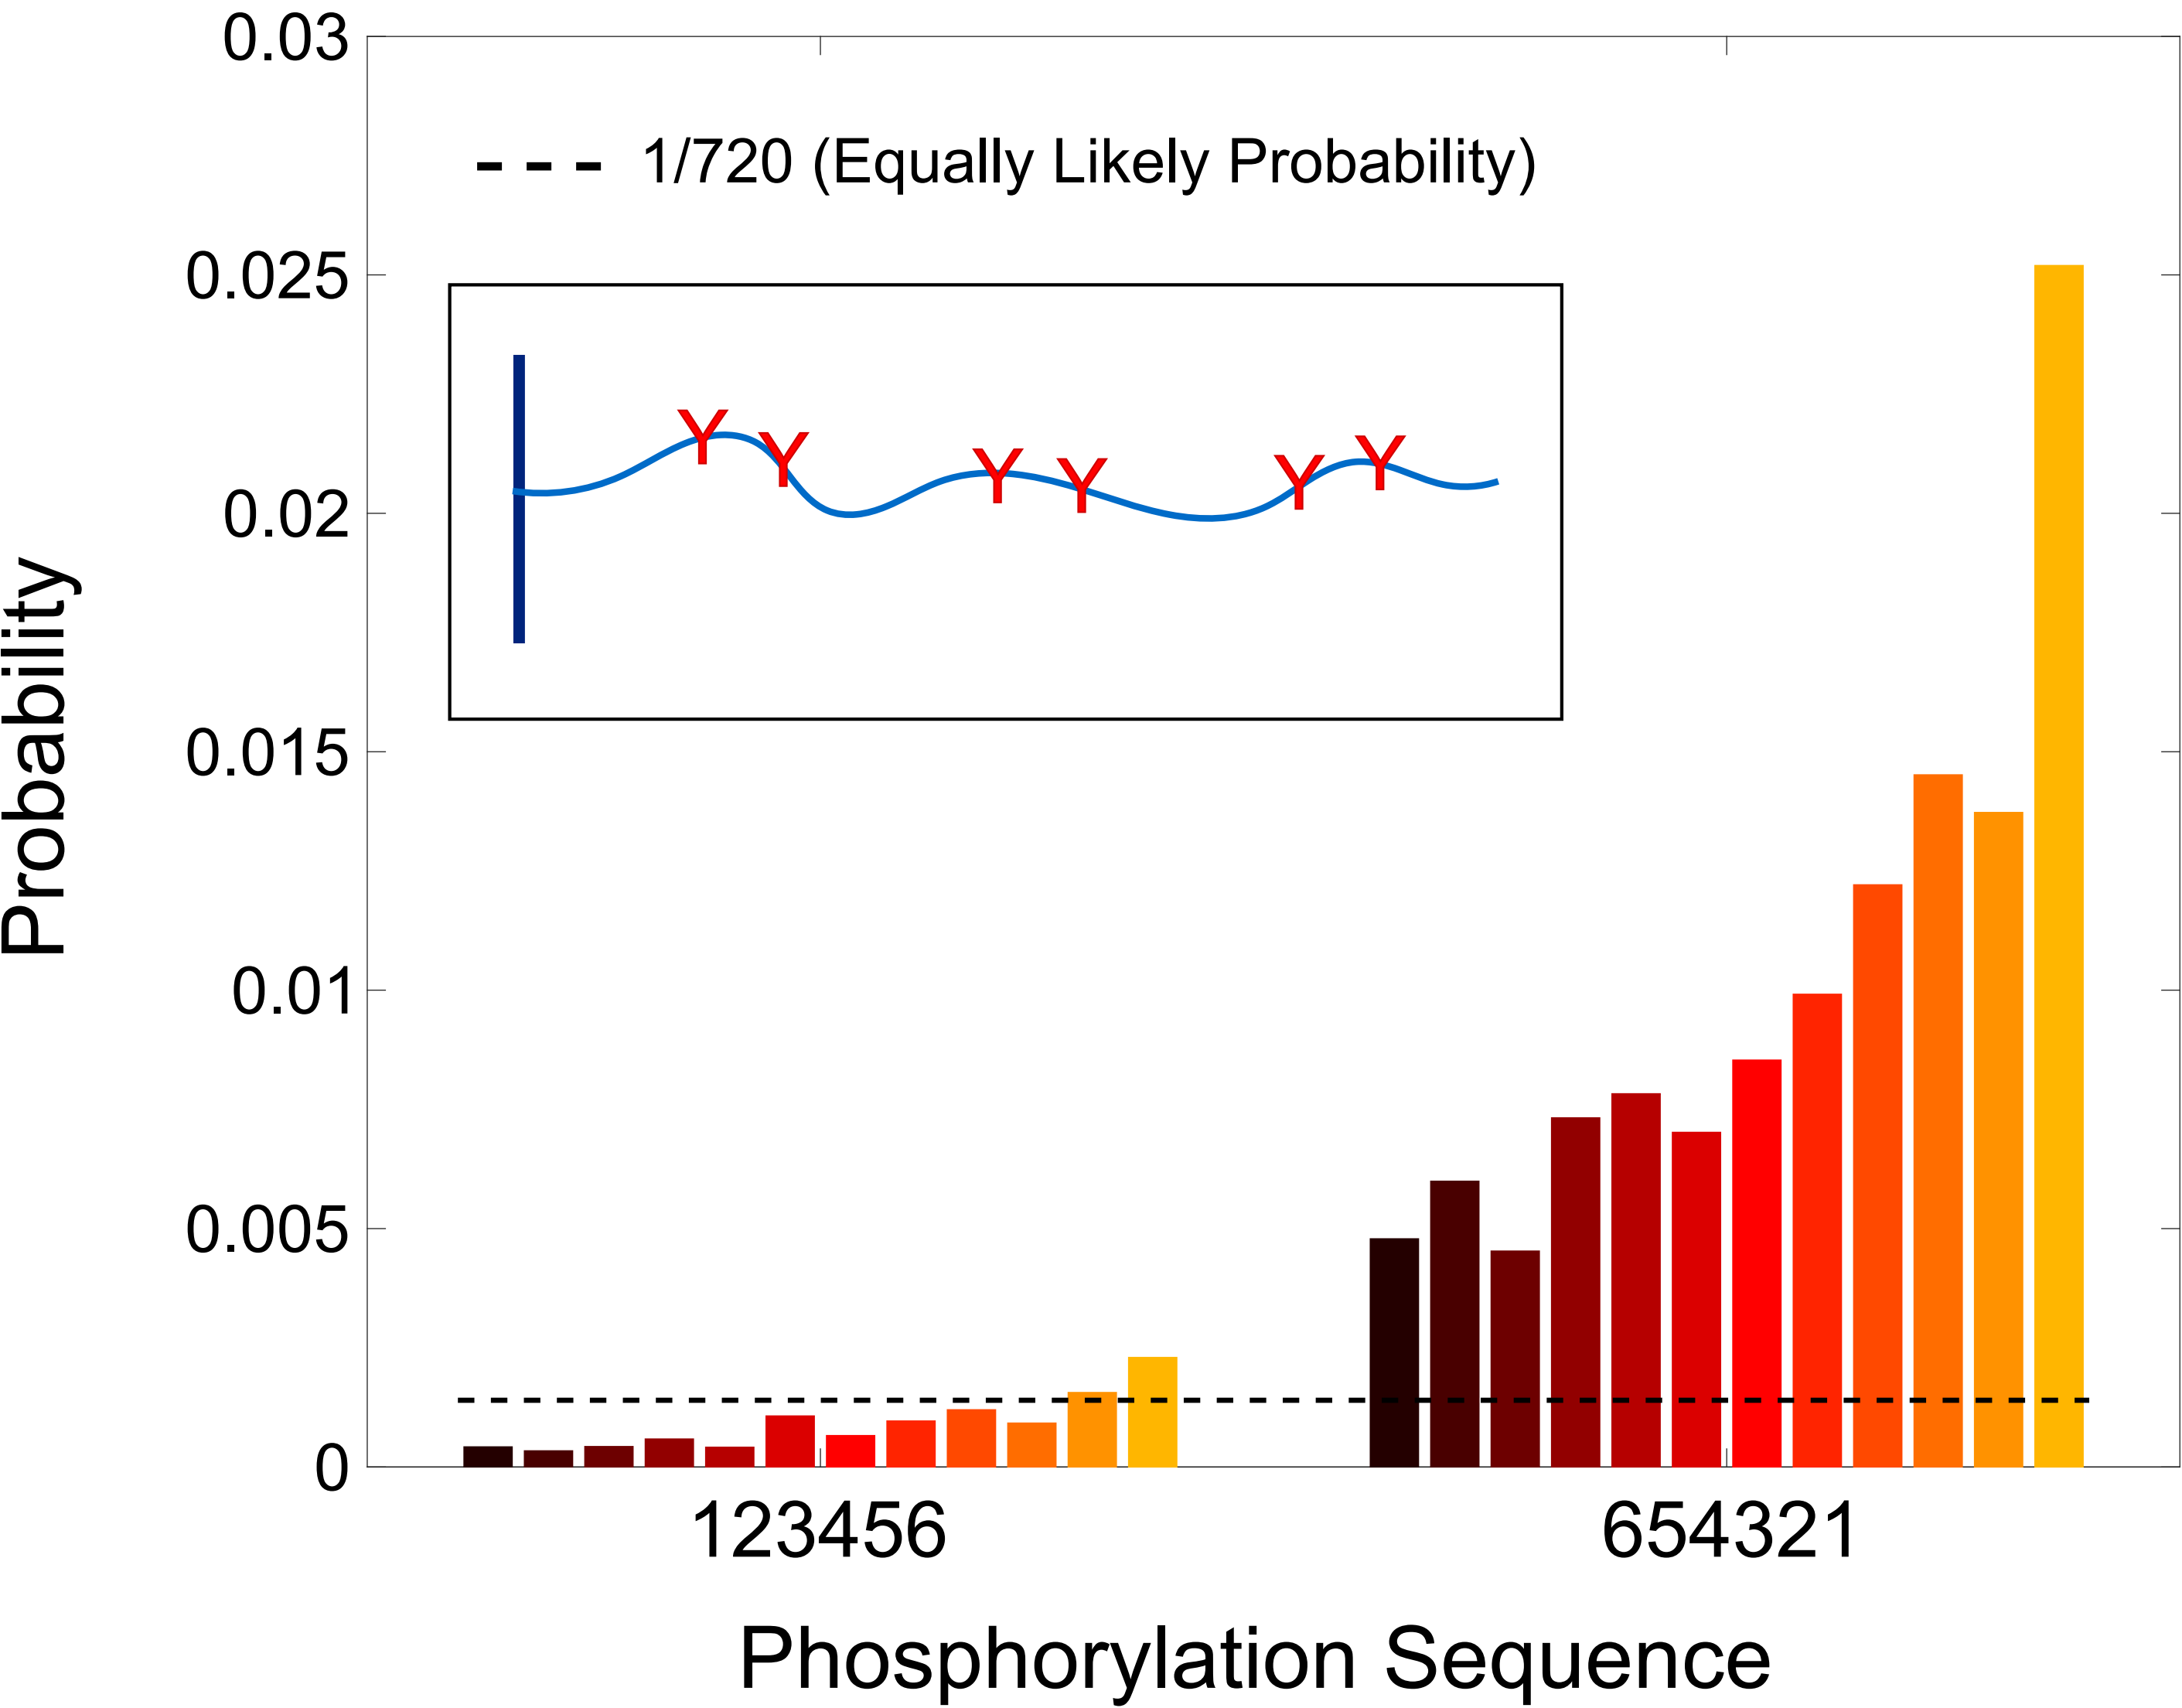 0.03
1/720 (Equally Likely Probability)
0.025
Y Y Y Y Y Y
0.02
0.015
0.01
0.005
0
Probability
123456 654321
Phosphorylation Sequence